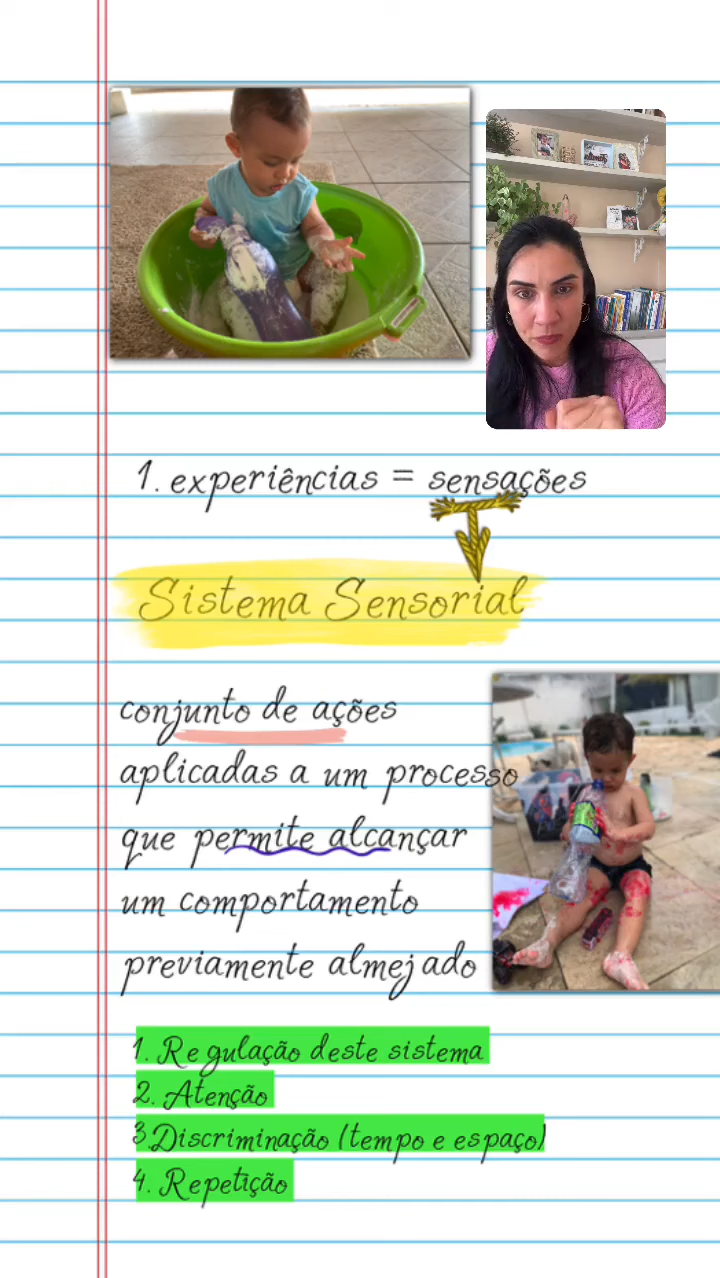 1. experiências = sensações
Sistema Sensorial
conjunto de ações
aplicadas a um processo
que permite alcançar
um comportamento
previamente almejado
1. Regulação deste sistema
2. Atenção
3.Discriminação (tempo e espaço)
4. Repetição